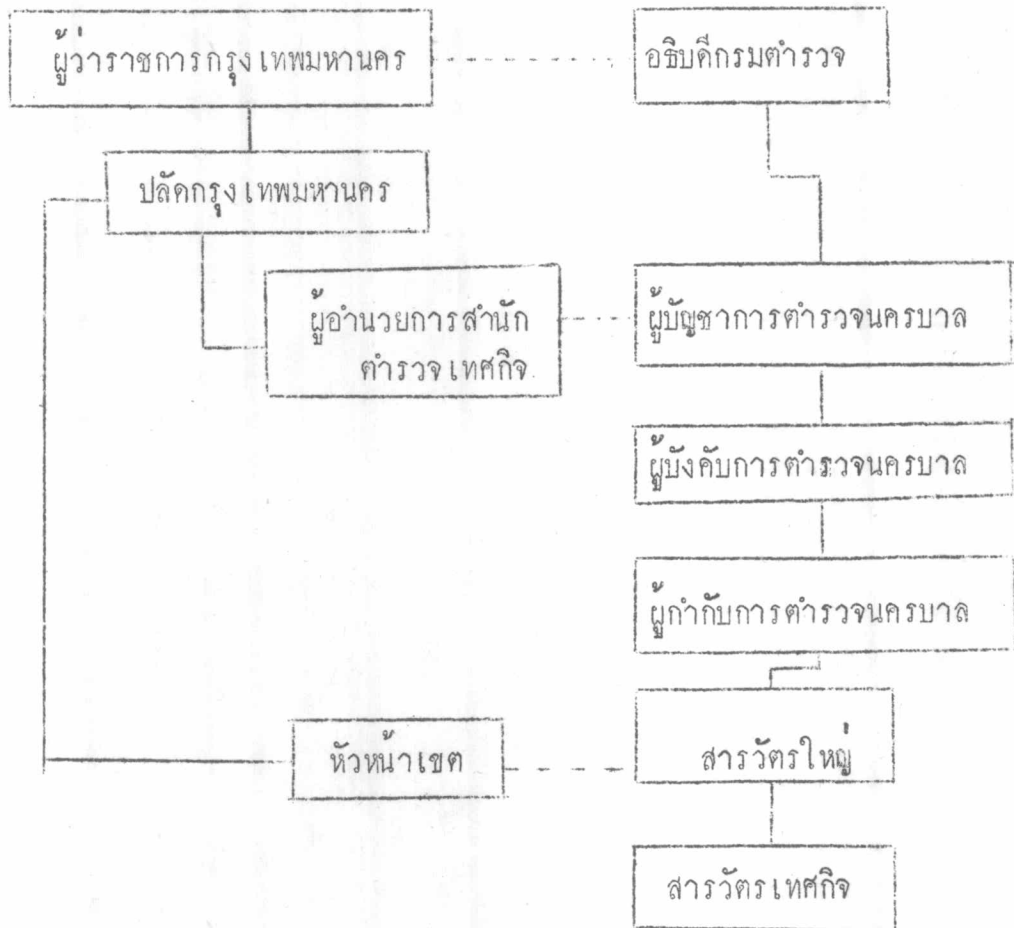 ผู้ว่าราชการกรุงเทพมหานคร
อธิบดีกรมตำรวจ
ปลัดกรุงเทพมหานคร
ผู้อำนวยการสำนัก
ตำรวจเทศกิจ
ผู้บัญชาการตำรวจนครบาล
ผู้บังคับการตำรวจนครบาล
ผู้กำกับการตำรวจนครบาล
หัวหน้าเขต
สารวัตรใหญ่
สารวัตรเทศกิจ